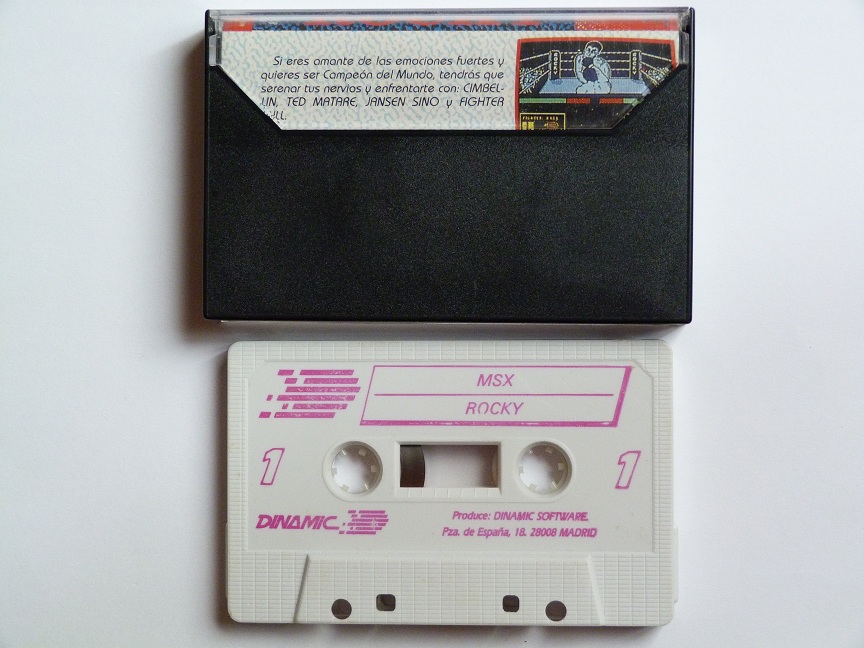 Si eres amante de las emociones fuertes y
quieres ser Campeón del Mundo, tendrás que
serenar tus nervios y enfrentarte con: CIMBEL-
LIN, TED MATARE, JANSEN SINO y FIGHTER
ROCKY
ROCKY
MSX
ROCKY
1
1
DINAMIC
Produce: DINAMIC SOFTWARE.
Pza. de España, 18. 28008 MADRID